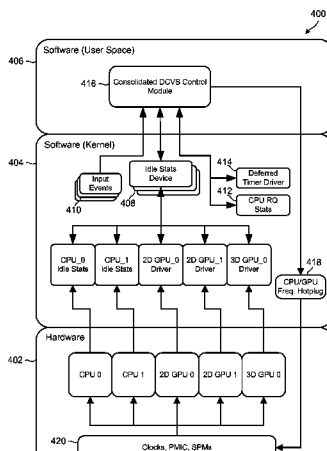 400
Software (User Space)
406
416
Consolidated DCVS Control
Module
Software (Kernel)
404
414
Idle Stats
Device
Deferred
Timer Driver
Input
Events
408
412
410
CPU RQ
Stats
CPU_0
Idle Stats
CPU_1
Idle Stats
2D GPU_0
Driver
2D GPU_1
Driver
3D GPU_0
Driver
418
CPU/GPU
Freq. Hotplug
Hardware
402
CPU 0
CPU 1
2D GPU 0
2D GPU 1
3D GPU 0
420
Clocks, PMIC, SPMs